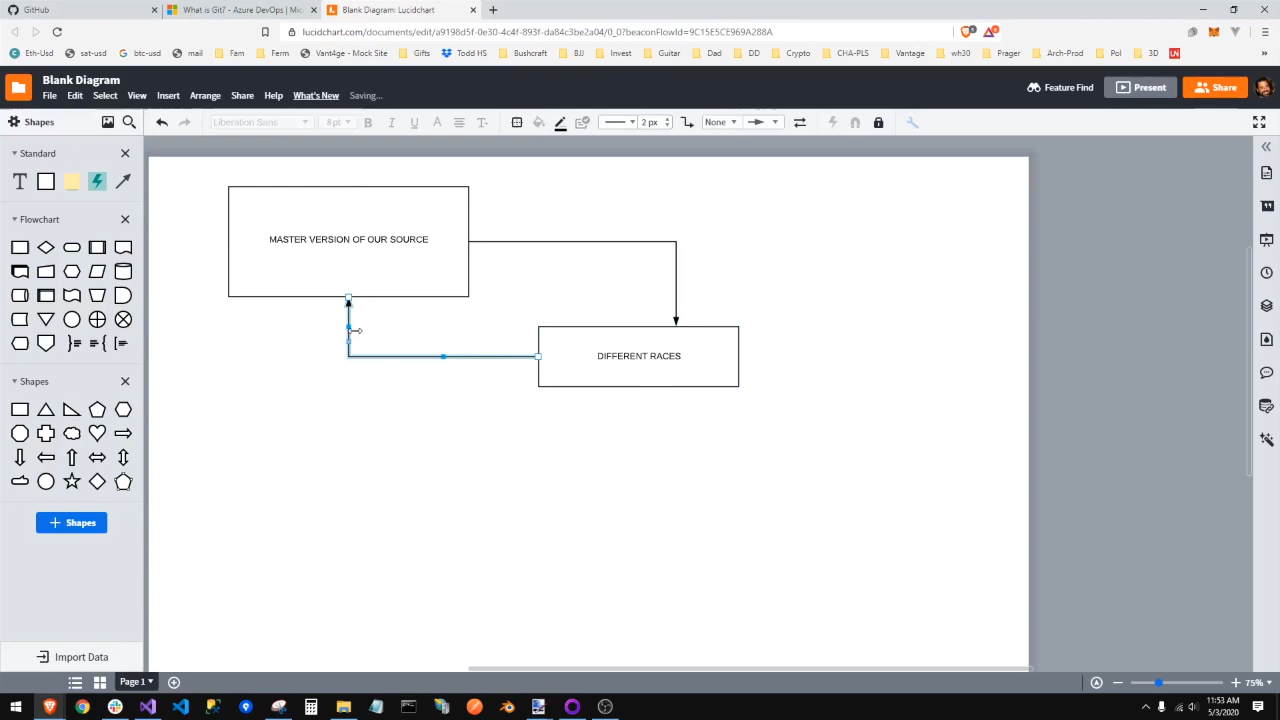 GitHub
What is Git? - Azure DevOps | Mic
Blank Diagram: Lucidchart
lucidchart.com/documents/edit/a9198d5f-0e30-4c4f-893f-da84c3be2a04/0_0?beaconFlowId=9C15E5CE969A288A
Eth-Usd
sat-usd
btc-usd
mail
Fam
Fence
Vant4ge - Mock Site
Gifts
Todd HS
Bushcraft
BJJ
Invest
Guitar
Dad
DD
Crypto
CHA-PLS
Vantage
wh30
Prager
Arch-Prod
Pol
3D
Blank Diagram
File Edit Select View Insert Arrange Share Help What's New Saving...
Feature Find
Present
Share
Shapes
Liberation Sans
8pt
B I U A T
2 px
None
Standard
T
Flowchart
Shapes
+ Shapes
Import Data
MASTER VERSION OF OUR SOURCE
DIFFERENT RACES
Page 1
75%
11:53 AM
5/3/2020